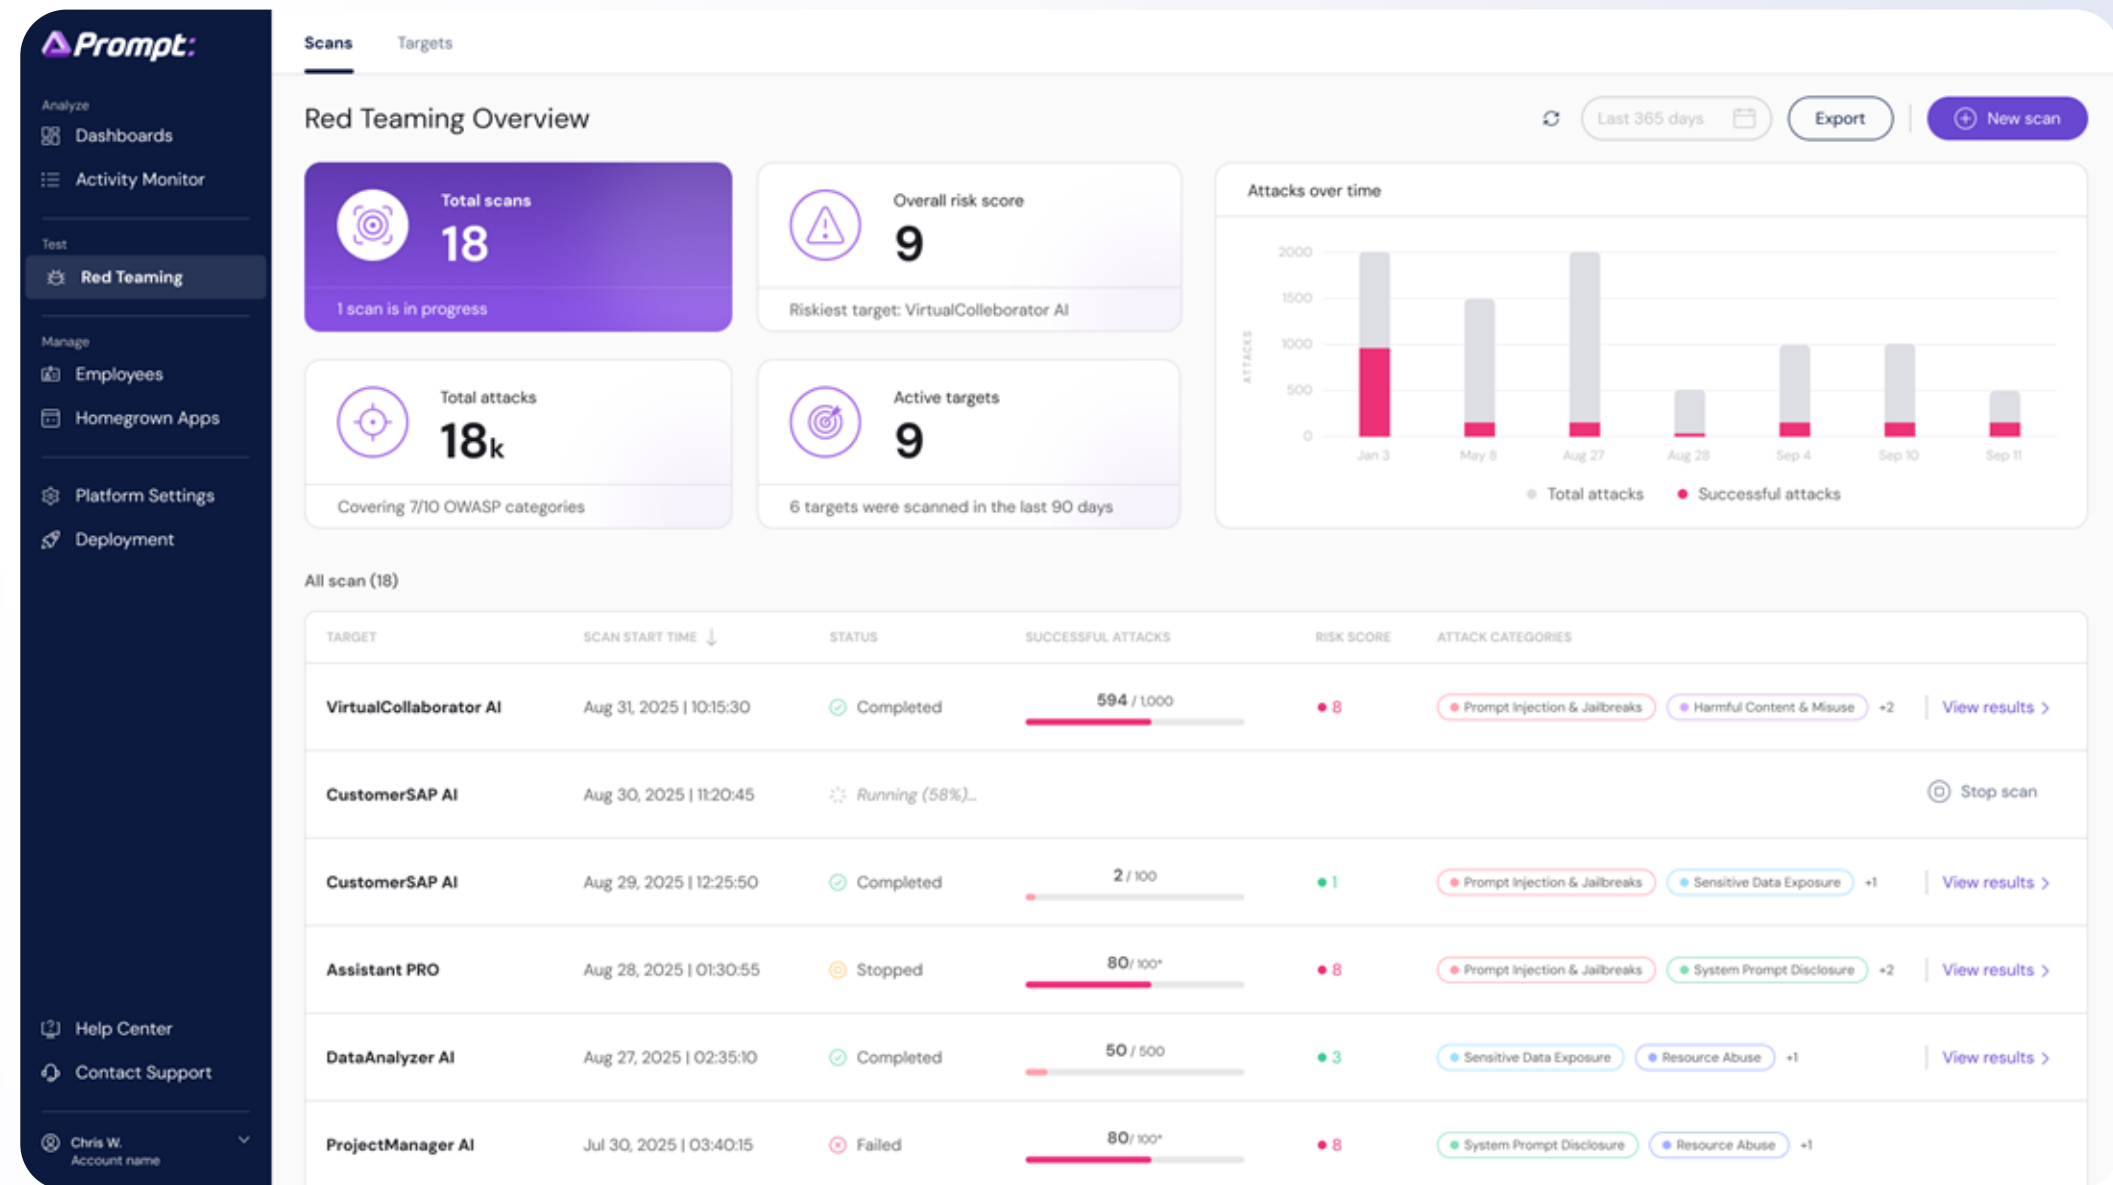 Prompt:
Analyze
Dashboards
Activity Monitor
Test
Red Teaming
Manage
Employees
Homegrown Apps
Platform Settings
Deployment
Help Center
Contact Support
Chris W.
Account name
Scans Targets
Red Teaming Overview
Last 365 days
Export
New scan
Total scans
18
1 scan is in progress
Overall risk score
9
Riskiest target: VirtualColleborator AI
Total attacks
18k
Covering 7/10 OWASP categories
Active targets
9
6 targets were scanned in the last 90 days
Attacks over time
ATTACKS
2000
1500
1000
500
0
Jan 3 May 8 Aug 27 Aug 28 Sep 4 Sep 10 Sep 11
Total attacks Successful attacks
All scan (18)
TARGET SCAN START TIME STATUS SUCCESSFUL ATTACKS RISK SCORE ATTACK CATEGORIES
VirtualCollaborator AI Aug 31, 2025 | 10:15:30 Completed 594 / 1,000 8 Prompt Injection & Jailbreaks Harmful Content & Misuse +2 View results
CustomerSAP AI Aug 30, 2025 | 11:20:45 Running (58%)... Stop scan
CustomerSAP AI Aug 29, 2025 | 12:25:50 Completed 2 / 100 1 Prompt Injection & Jailbreaks Sensitive Data Exposure +1 View results
Assistant PRO Aug 28, 2025 | 01:30:55 Stopped 80/ 100* 8 Prompt Injection & Jailbreaks System Prompt Disclosure +2 View results
DataAnalyzer AI Aug 27, 2025 | 02:35:10 Completed 50 / 500 3 Sensitive Data Exposure Resource Abuse +1 View results
ProjectManager AI Jul 30, 2025 | 03:40:15 Failed 80/ 100* 8 System Prompt Disclosure Resource Abuse +1